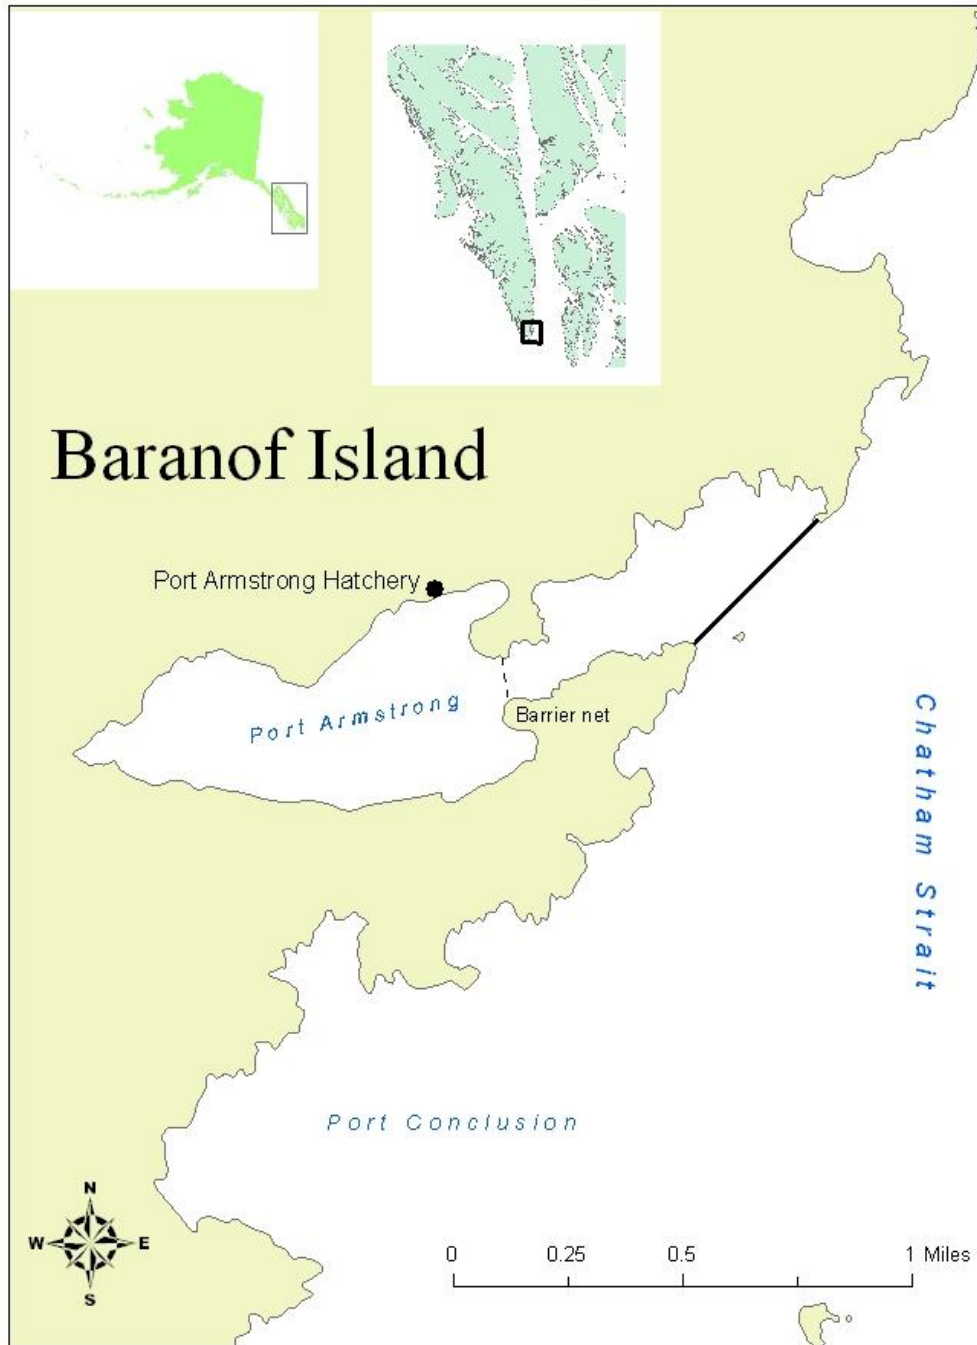 Baranof Island
Port Armstrong Hatchery
Port Armstrong
Barrier net
Chatham Strait
Port Conclusion
N
W E
S
0 0.25 0.5 1 Miles